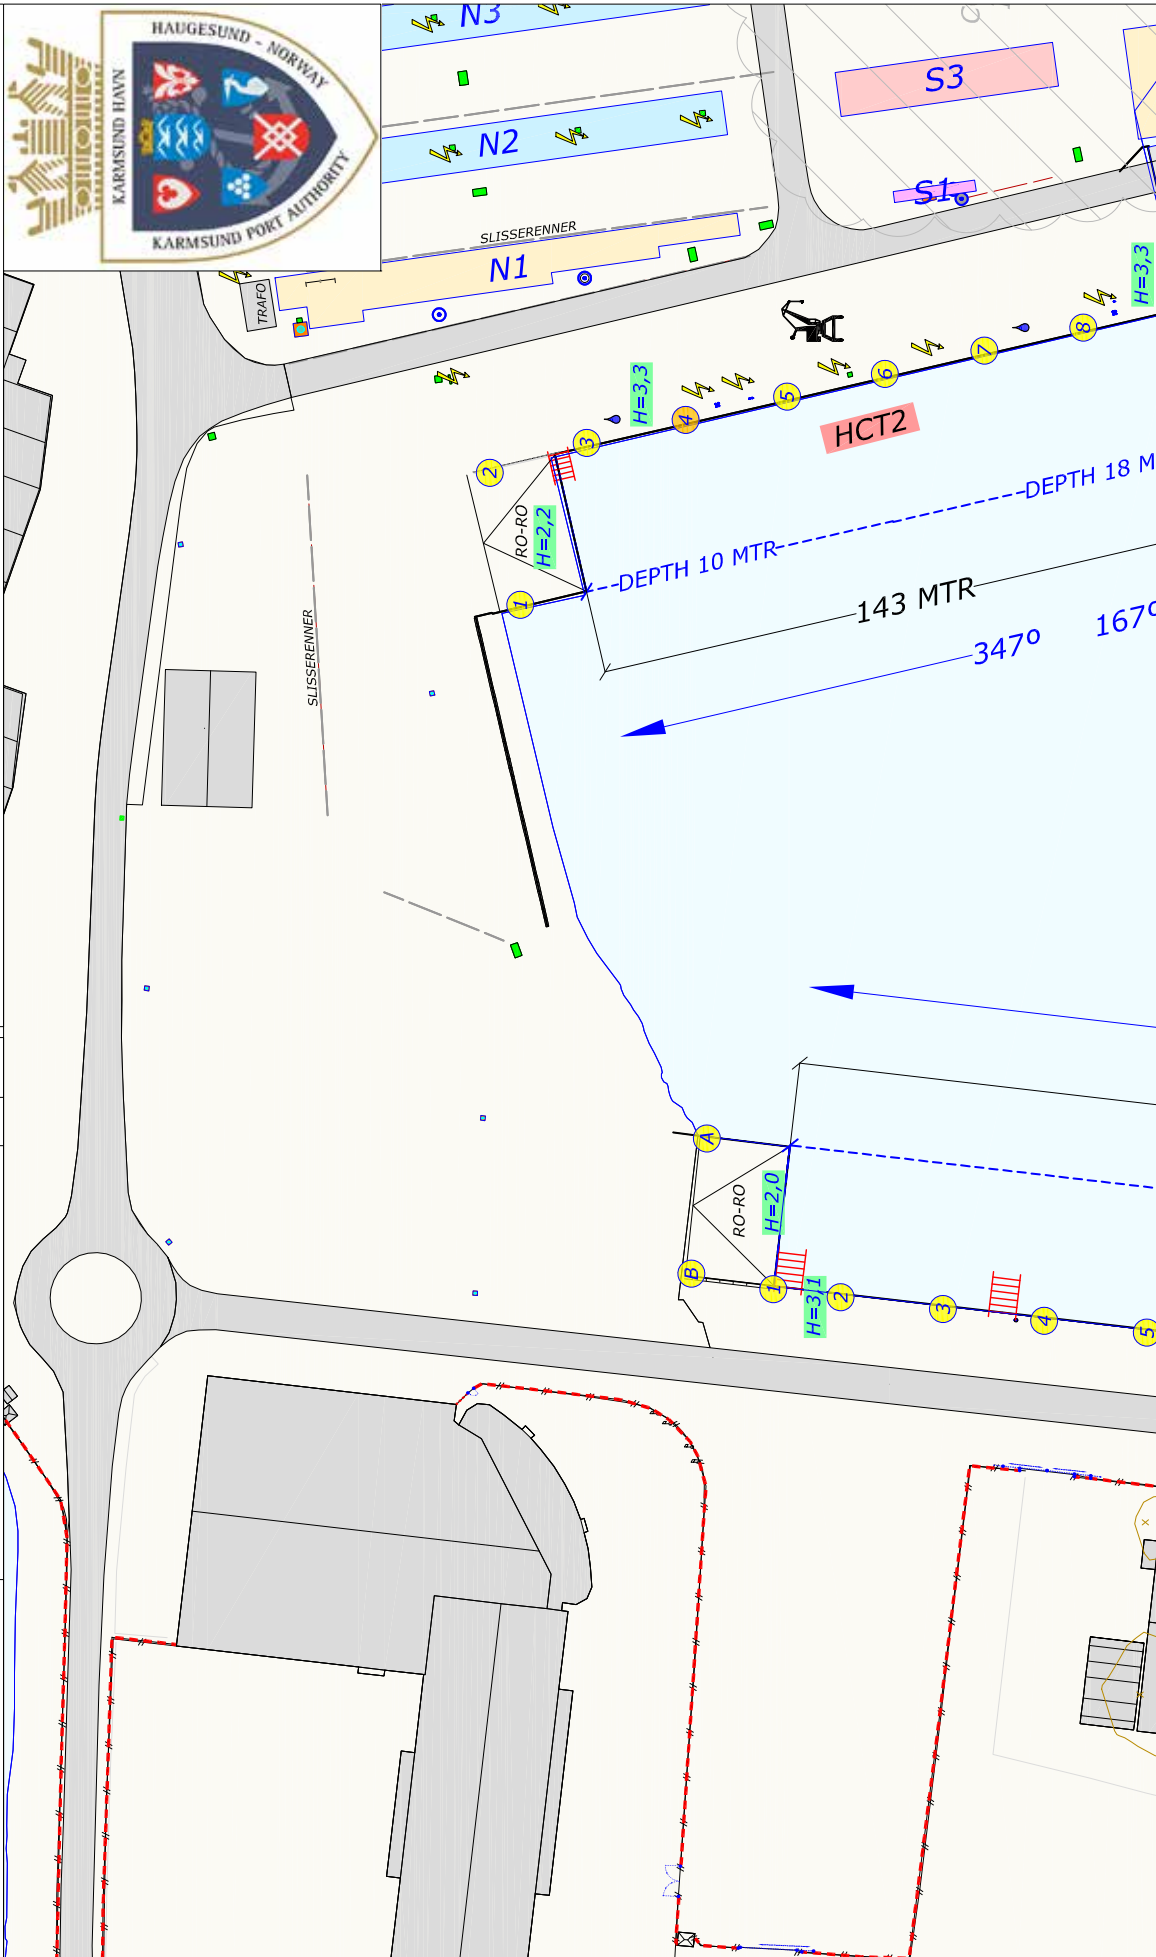 HAUGESUND - NORWAY
KARMSUND HAVN
KARMSUND PORT AUTHORITY
N3
N2
SLISSERENNER
N1
TRAFO
S3
S1
H=3,3
8
7
6
5
4
3
2
H=3,3
HCT2
RO-RO
H=2,2
1
DEPTH 10 MTR
DEPTH 18 M
143 MTR
347º
167º
SLISSERENNER
A
RO-RO
H=2,0
B
1
H=3,1
2
3
4
5